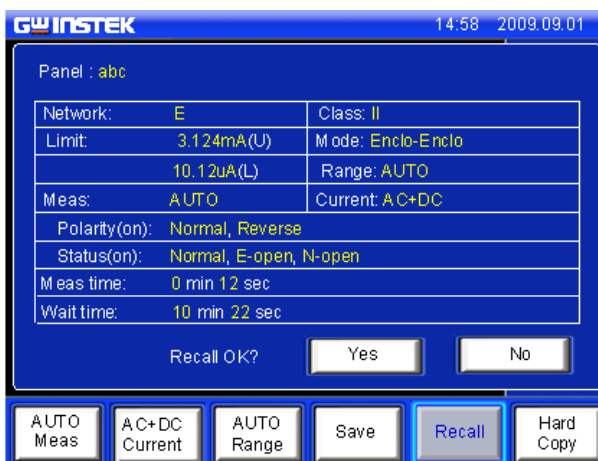 GWINSTEK 14:58 2009.09.01
Panel : abc
Network: E Class: II
Limit: 3.124mA(U) Mode: Enclo-Enclo
10.12uA(L) Range: AUTO
Meas: AUTO Current: AC+DC
Polarity(on): Normal, Reverse
Status(on): Normal, E-open, N-open
Meas time: 0 min 12 sec
Wait time: 10 min 22 sec
Recall OK? Yes No
AUTO Meas
AC+DC Current
AUTO Range
Save
Recall
Hard Copy